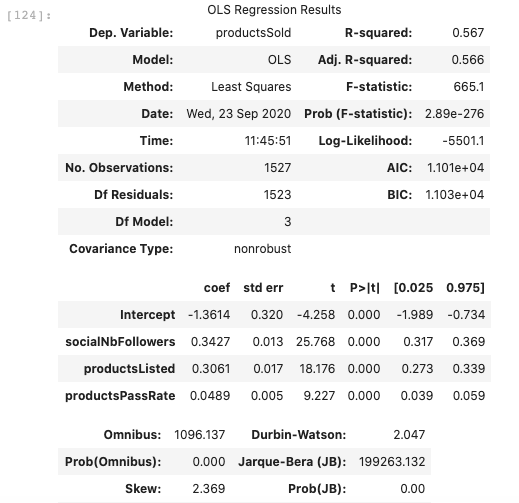 [124]:
OLS Regression Results
Dep. Variable: productsSold R-squared: 0.567
Model: OLS Adj. R-squared: 0.566
Method: Least Squares F-statistic: 665.1
Date: Wed, 23 Sep 2020 Prob (F-statistic): 2.89e-276
Time: 11:45:51 Log-Likelihood: -5501.1
No. Observations: 1527 AIC: 1.101e+04
Df Residuals: 1523 BIC: 1.103e+04
Df Model: 3
Covariance Type: nonrobust
coef std err t P>|t| [0.025 0.975]
Intercept -1.3614 0.320 -4.258 0.000 -1.989 -0.734
socialNbFollowers 0.3427 0.013 25.768 0.000 0.317 0.369
productsListed 0.3061 0.017 18.176 0.000 0.273 0.339
productsPassRate 0.0489 0.005 9.227 0.000 0.039 0.059
Omnibus: 1096.137 Durbin-Watson: 2.047
Prob(Omnibus): 0.000 Jarque-Bera (JB): 199263.132
Skew: 2.369 Prob(JB): 0.00